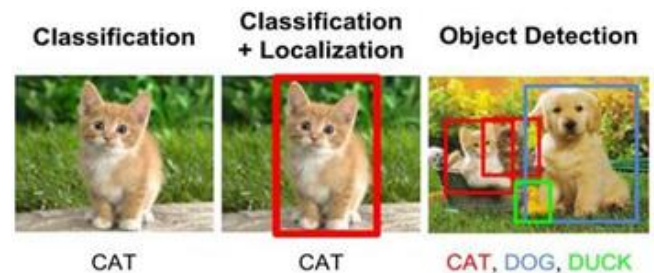 Classification
Classification
+ Localization
Object Detection
CAT
CAT
CAT, DOG, DUCK